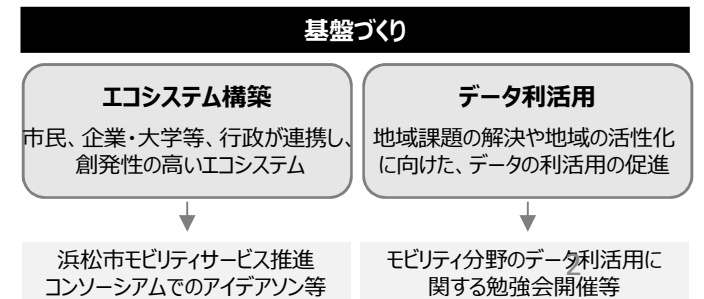 基盤づくり
エコシステム構築
市民、企業・大学等、行政が連携し、
創発性の高いエコシステム
データ利活用
地域課題の解決や地域の活性化
に向けた、データの利活用の促進
浜松市モビリティサービス推進
コンソーシアムでのアイデアソン等
モビリティ分野のデータ利活用に
関する勉強会開催等
2